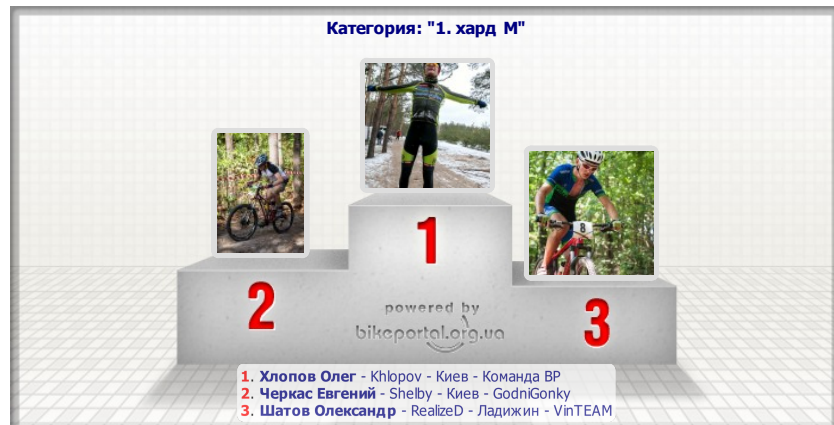 Категория: "1. хард М"
8
1
2
3
powered by
bikeportal.org.ua
1. Хлопов Олег - Khlopov - Киев - Команда ВР
2. Черкас Евгений - Shelby - Киев - GodniGonky
3. Шатов Олександр - RealizeD - Ладижин - VinTEAM